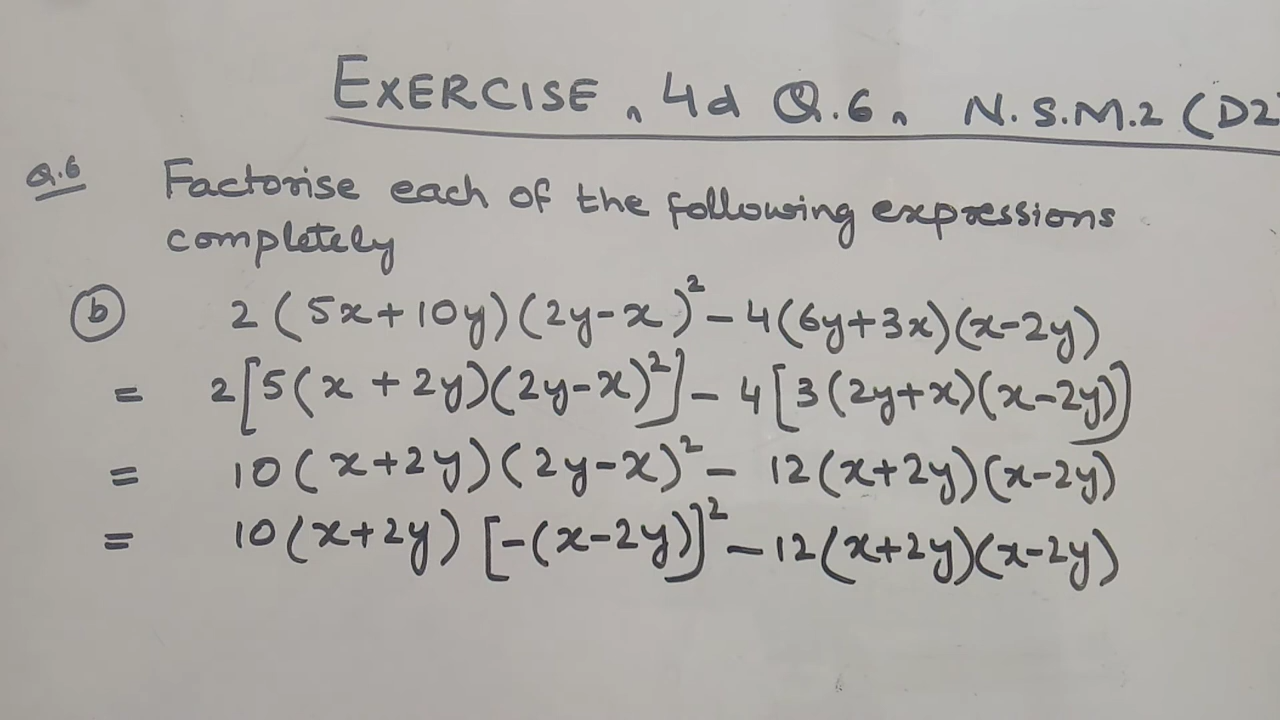 EXERCISE. 4d Q.6. N.S.M.2 (D2)
Q.6 Factorise each of the following expressions
completely
(b) 2(5x+10y)(2y-x)² - 4(6y+3x)(x-2y)
= 2[5(x+2y)(2y-x)²] - 4[3(2y+x)(x-2y)]
= 10(x+2y)(2y-x)² - 12(x+2y)(x-2y)
= 10(x+2y)[-(x-2y)]² - 12(x+2y)(x-2y)